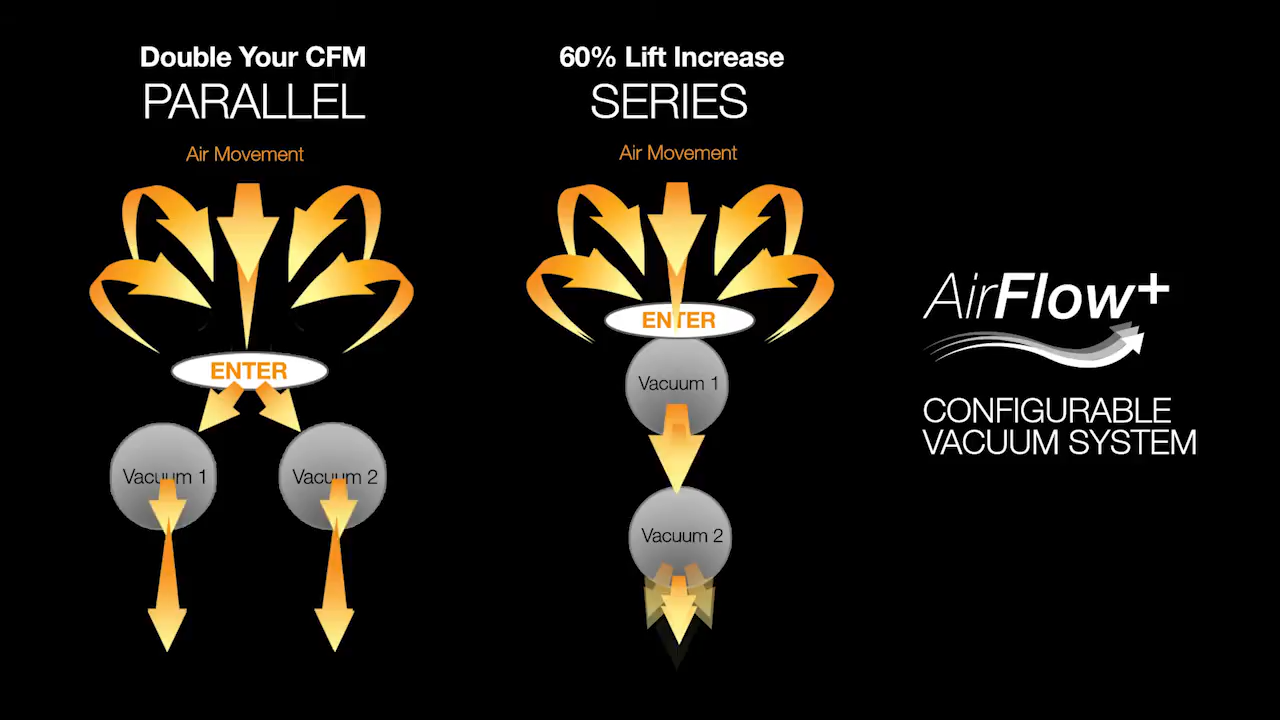 Double Your CFM
PARALLEL
Air Movement
ENTER
Vacuum 1
Vacuum 2
60% Lift Increase
SERIES
Air Movement
ENTER
Vacuum 1
Vacuum 2
AirFlow+
CONFIGURABLE
VACUUM SYSTEM